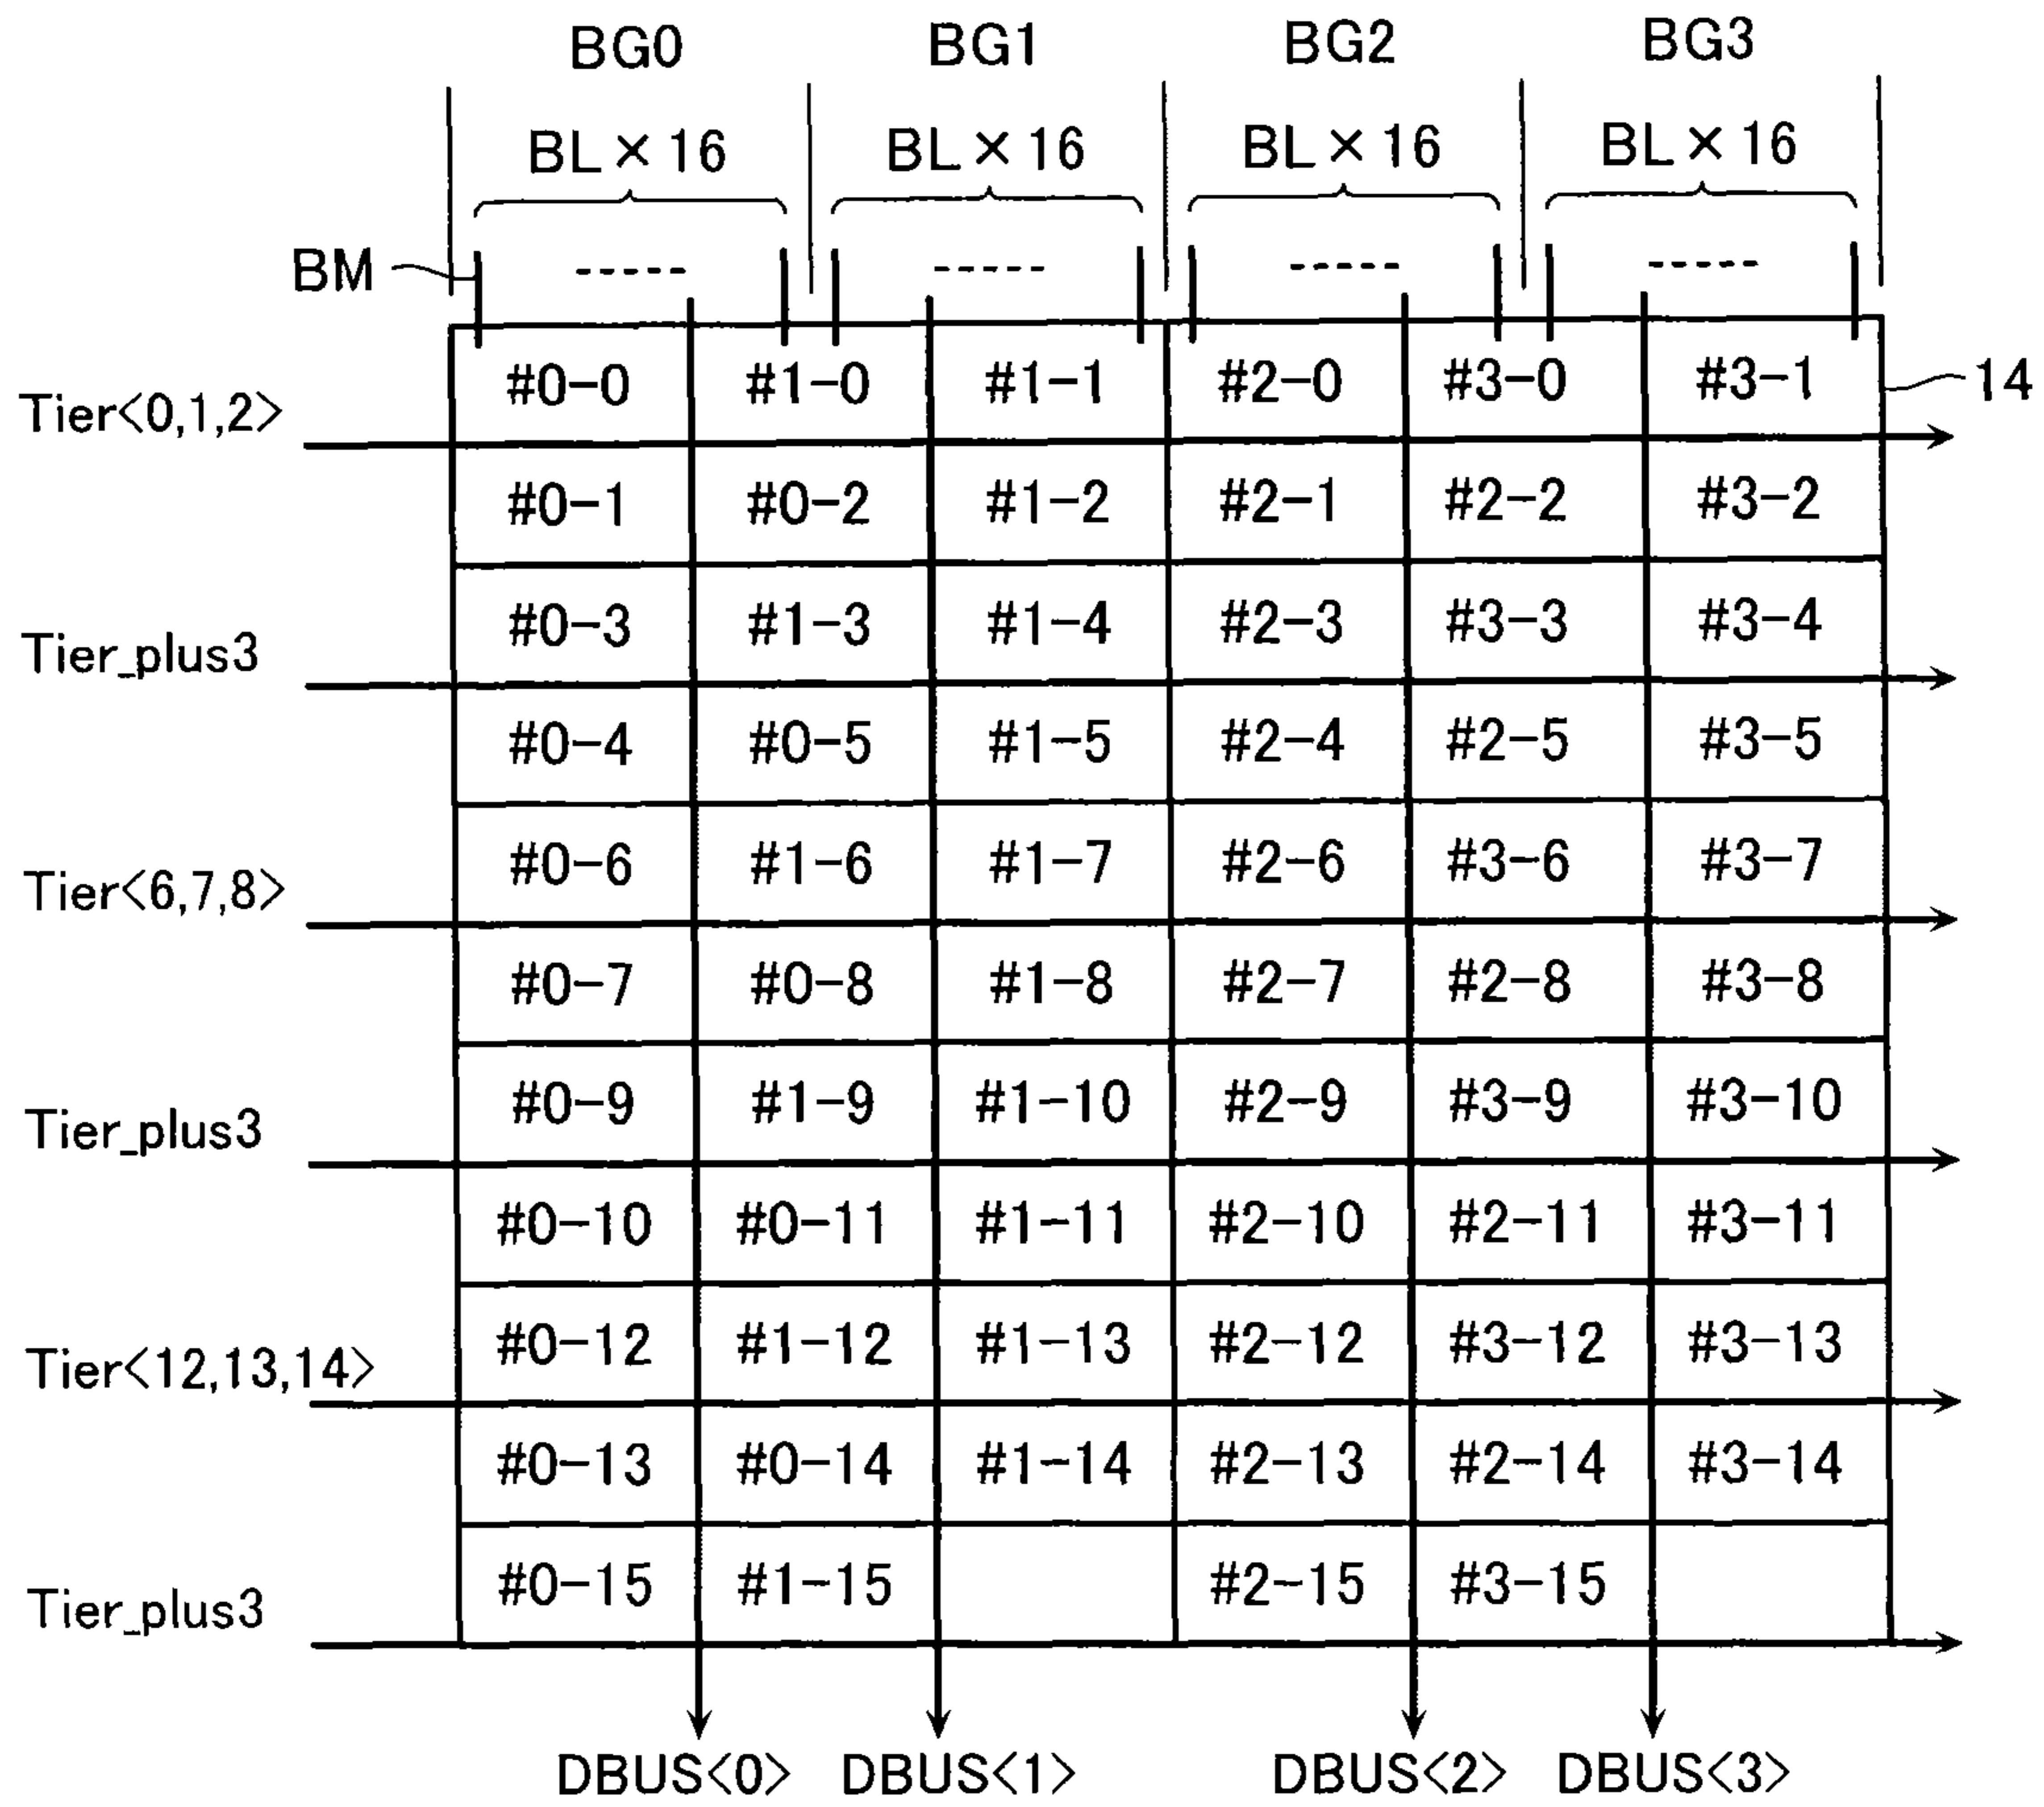 BG0 BG1 BG2 BG3
BL×16 BL×16 BL×16 BL×16
BM
#0-0 #1-0 #1-1 #2-0 #3-0 #3-1 14
Tier<0,1,2>
#0-1 #0-2 #1-2 #2-1 #2-2 #3-2
#0-3 #1-3 #1-4 #2-3 #3-3 #3-4
Tier_plus3
#0-4 #0-5 #1-5 #2-4 #2-5 #3-5
#0-6 #1-6 #1-7 #2-6 #3-6 #3-7
Tier<6,7,8>
#0-7 #0-8 #1-8 #2-7 #2-8 #3-8
#0-9 #1-9 #1-10 #2-9 #3-9 #3-10
Tier_plus3
#0-10 #0-11 #1-11 #2-10 #2-11 #3-11
#0-12 #1-12 #1-13 #2-12 #3-12 #3-13
Tier<12,13,14>
#0-13 #0-14 #1-14 #2-13 #2-14 #3-14
#0-15 #1-15 #2-15 #3-15
Tier_plus3
DBUS<0> DBUS<1> DBUS<2> DBUS<3>